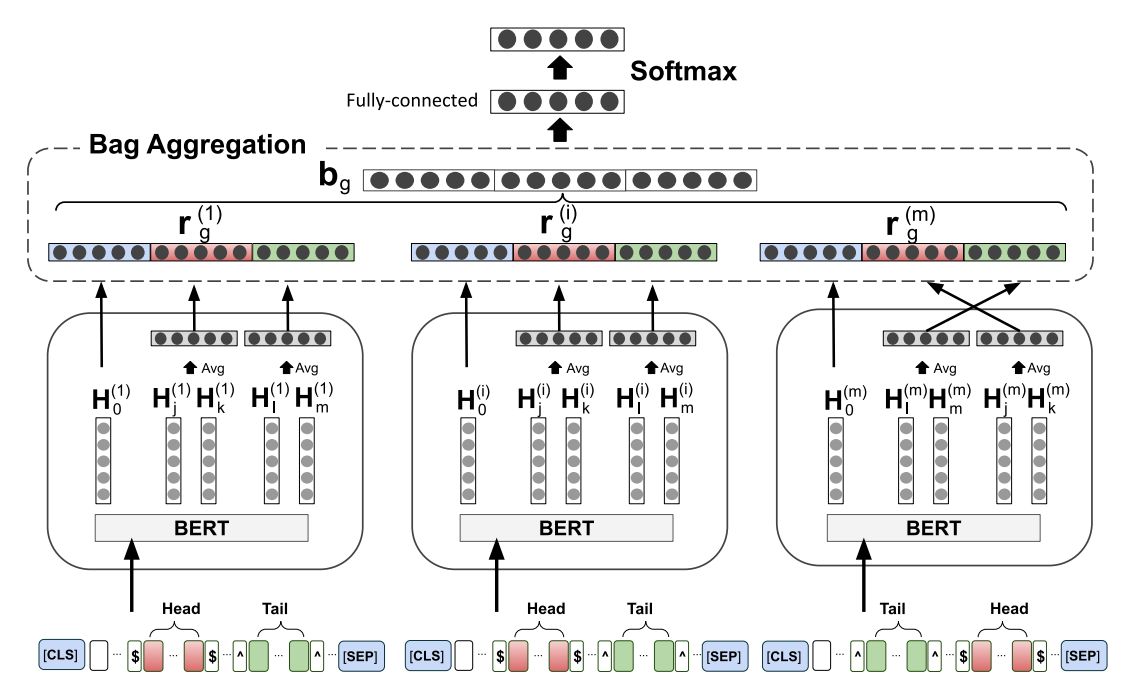 Softmax
Fully-connected
Bag Aggregation
b_g
r_g^(1) r_g^(i) r_g^(m)
Avg Avg Avg Avg Avg Avg
H_0^(1) H_j^(1) H_k^(1) H_l^(1) H_m^(1) H_0^(i) H_j^(i) H_k^(i) H_l^(i) H_m^(i) H_0^(m) H_l^(m) H_m^(m) H_j^(m) H_k^(m)
BERT BERT BERT
Head Tail Head Tail Tail Head
[CLS] ... $ ... $ ... ^ ... ^ ... [SEP] [CLS] ... $ ... $ ... ^ ... ^ ... [SEP] [CLS] ... ^ ... ^ ... $ ... $ ... [SEP]